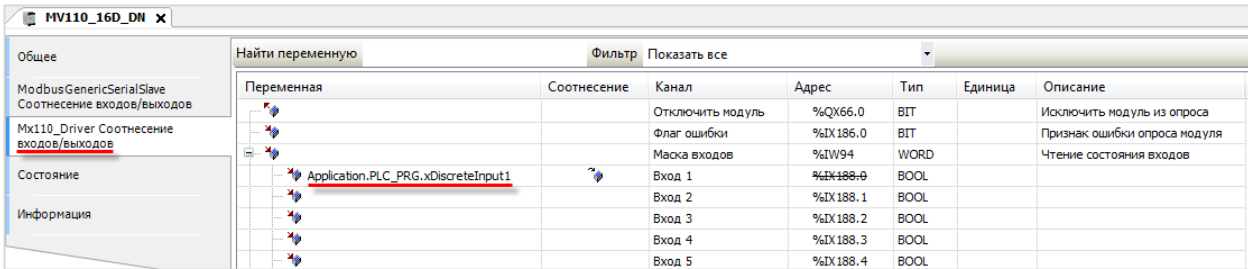 MV110_16D_DN X
Общее
ModbusGenericSerialSlave
Соотнесение входов/выходов
Mx110_Driver Соотнесение
входов/выходов
Состояние
Информация
Найти переменную Фильтр Показать все
Переменная Соотнесение Канал Адрес Тип Единица Описание
Отключить модуль %QX66.0 BIT Исключить модуль из опроса
Флаг ошибки %IX186.0 BIT Признак ошибки опроса модуля
Маска входов %IW94 WORD Чтение состояния входов
Application.PLC_PRG.xDiscreteInput1 Вход 1 %IX188.0 BOOL
Вход 2 %IX188.1 BOOL
Вход 3 %IX188.2 BOOL
Вход 4 %IX188.3 BOOL
Вход 5 %IX188.4 BOOL